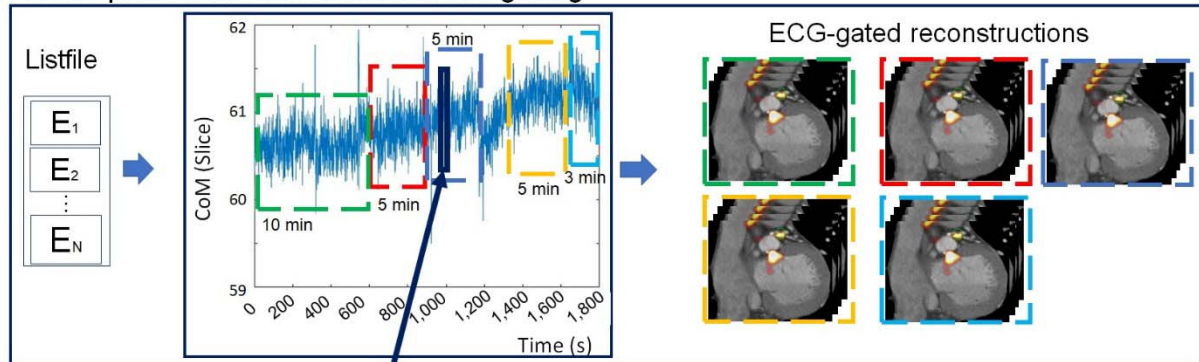 Listfile
E1
E2
⋮
EN
CoM (Slice)
62
61
60
59
10 min
5 min
5 min
5 min
3 min
0
200
400
600
800
1,000
1,200
1,400
1,600
1,800
Time (s)
ECG-gated reconstructions